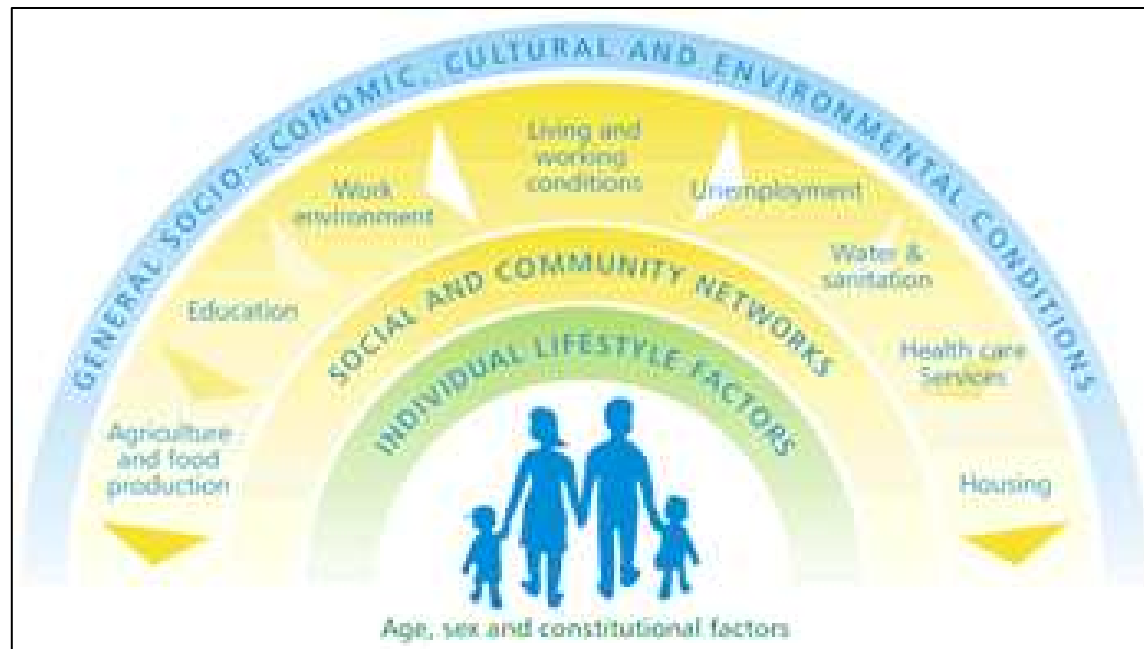 GENERAL SOCIO-ECONOMIC, CULTURAL AND ENVIRONMENTAL CONDITIONS
Living and
working
conditions
Work
environment
Unemployment
Education
Water &
sanitation
Agriculture
and food
production
Health care
Services
Housing
SOCIAL AND COMMUNITY NETWORKS
INDIVIDUAL LIFESTYLE FACTORS
Age, sex and constitutional factors